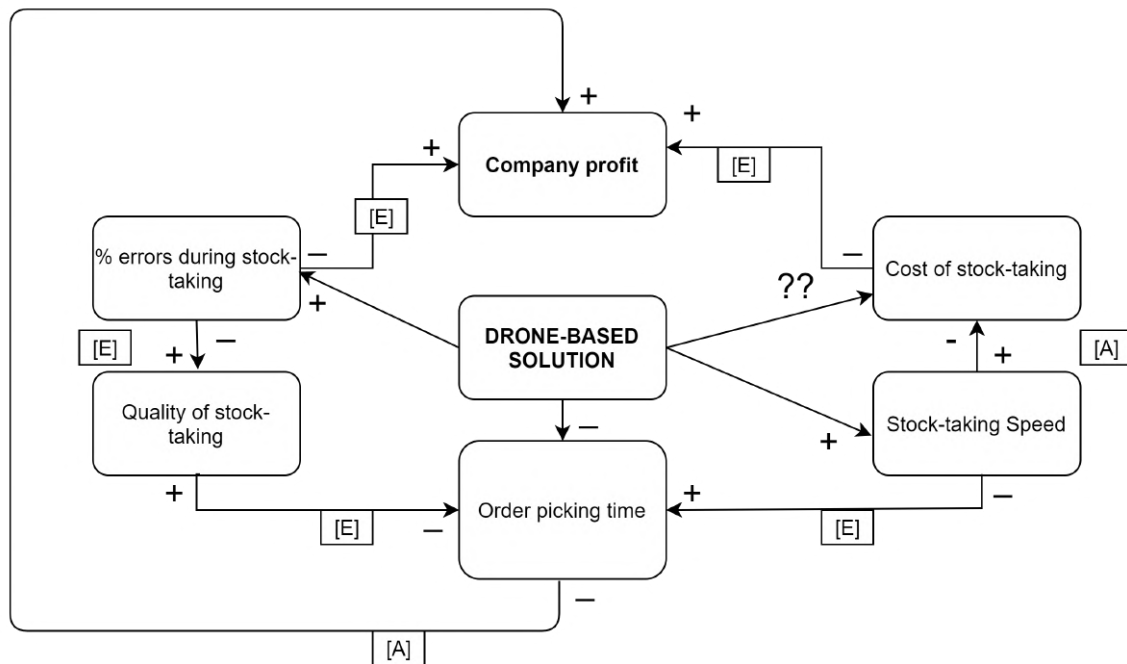 +
+
Company profit
+
[E]
[E]
% errors during stock-
taking
–
+
–
Cost of stock-taking
??
DRONE-BASED
SOLUTION
[E]
–
+
-
+
[A]
Quality of stock-
taking
–
+
Stock-taking Speed
+
[E]
–
Order picking time
+
[E]
–
–
[A]